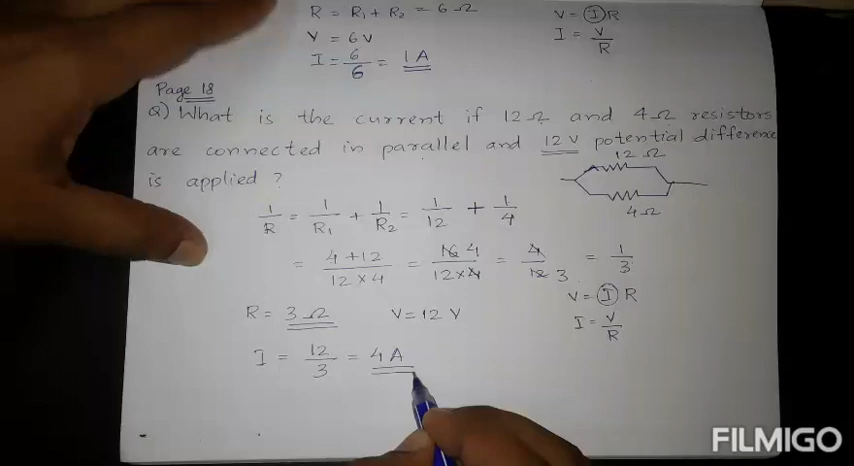 R = R₁ + R₂ = 6 Ω
V = 6 V
I = 6/6 = 1 A
V = I R
I = V/R
Page 18
Q) What is the current if 12 Ω and 4 Ω resistors
are connected in parallel and 12 V potential difference
is applied ?
12 Ω
4 Ω
1/R = 1/R₁ + 1/R₂ = 1/12 + 1/4
= 4 + 12 / 12 × 4 = 16 4 / 12 × 4 = 4 / 12 3 = 1/3
R = 3 Ω V = 12 V
V = I R
I = V/R
I = 12/3 = 4 A
FILMIGO